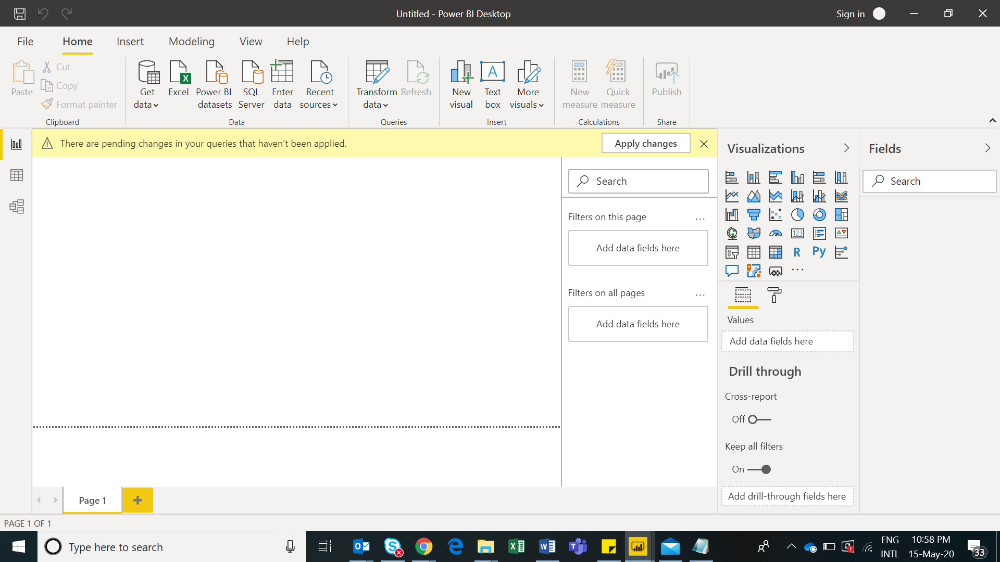 Untitled - Power BI Desktop
Sign in
File
Home
Insert
Modeling
View
Help
Paste
Cut
Copy
Format painter
Clipboard
Get data
Excel
Power BI datasets
SQL Server
Enter data
Recent sources
Data
Transform data
Refresh
Queries
New visual
A
Text box
More visuals
Insert
New measure
Quick measure
Calculations
Publish
Share
There are pending changes in your queries that haven't been applied.
Apply changes
Search
Filters on this page
...
Add data fields here
Filters on all pages
...
Add data fields here
Visualizations
123
R
Py
...
Values
Add data fields here
Drill through
Cross-report
Off
Keep all filters
On
Add drill-through fields here
Fields
Search
Page 1
PAGE 1 OF 1
Type here to search
ENG
INTL
10:58 PM
15-May-20
33